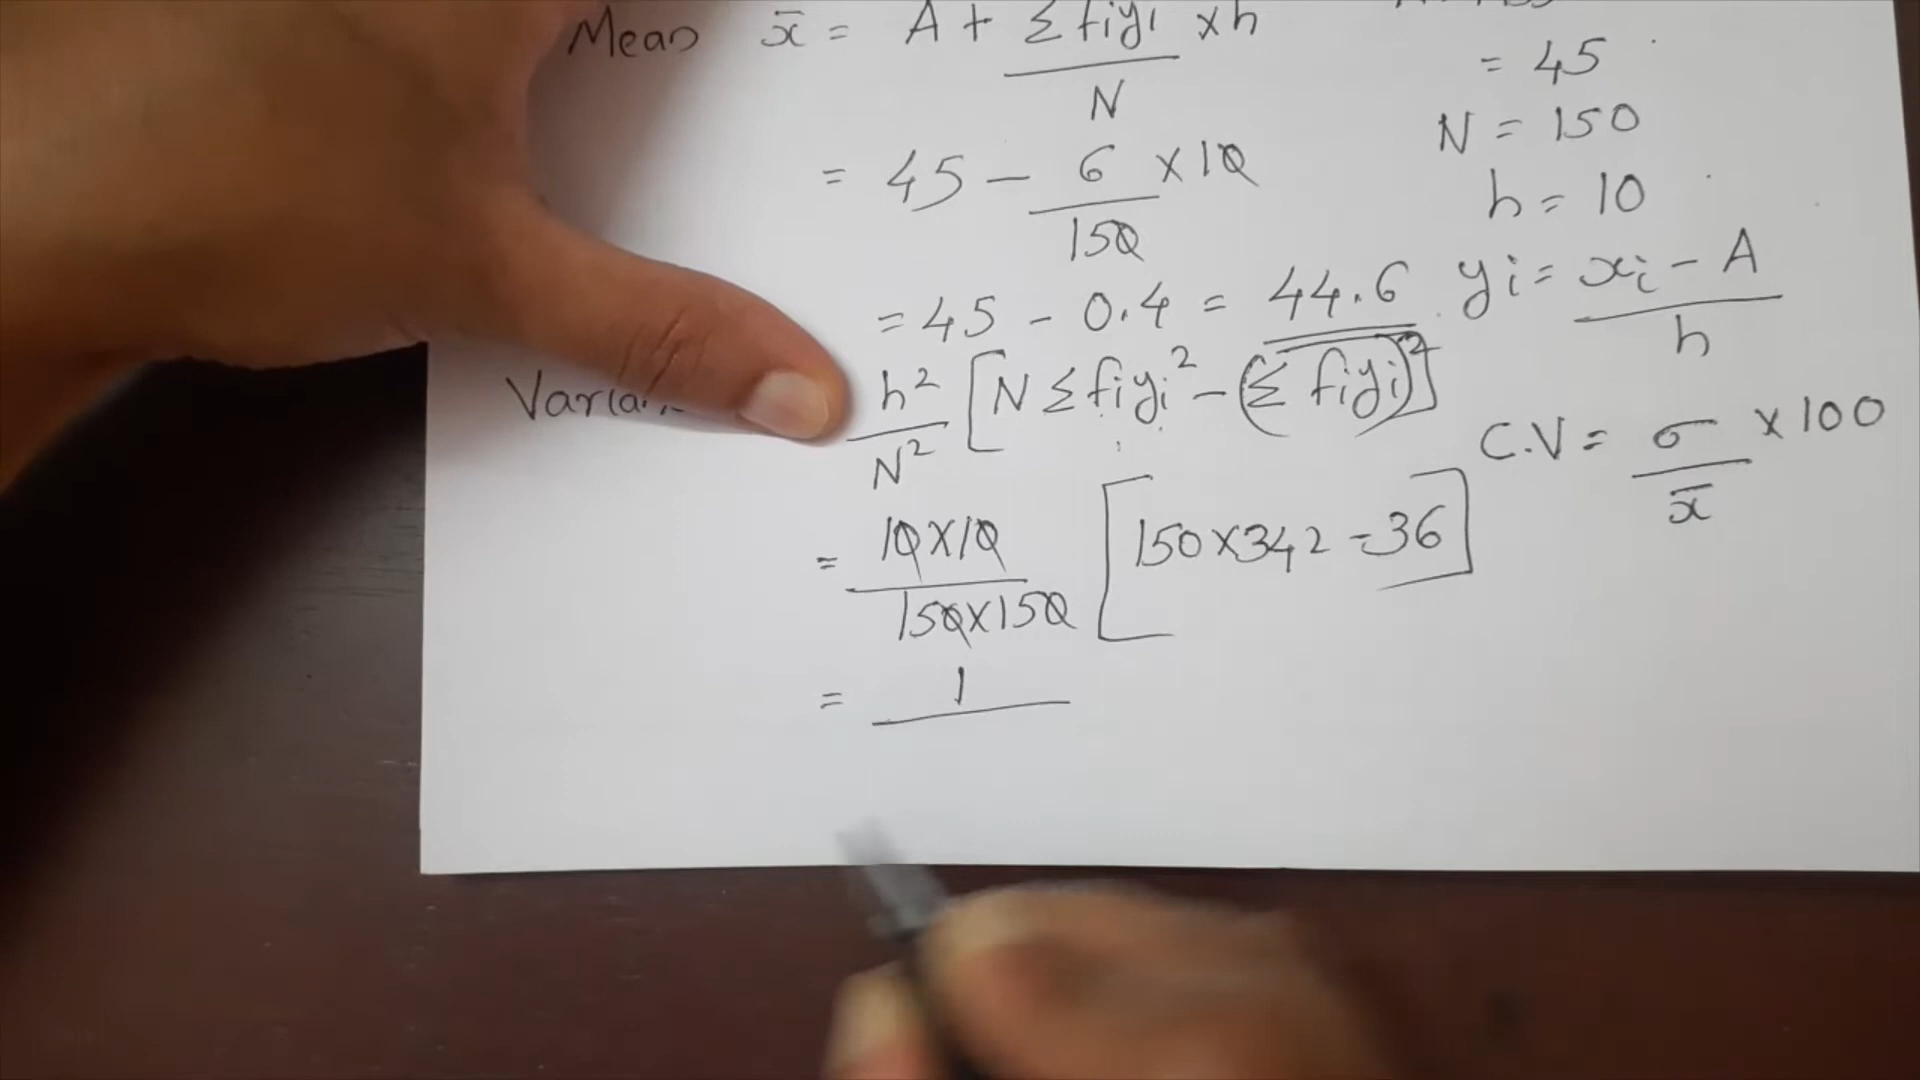 Mean x̄ = A + Σfiyi/N × h
= 45
N = 150
= 45 − 6/150 × 10
h = 10
= 45 − 0.4 = 44.6
yi = xi − A/h
h²/N² [N Σfiyi² − (Σfiyi)²]
C.V = σ/x̄ × 100
= 10×10/150×150 [150×342 − 36]
= 1